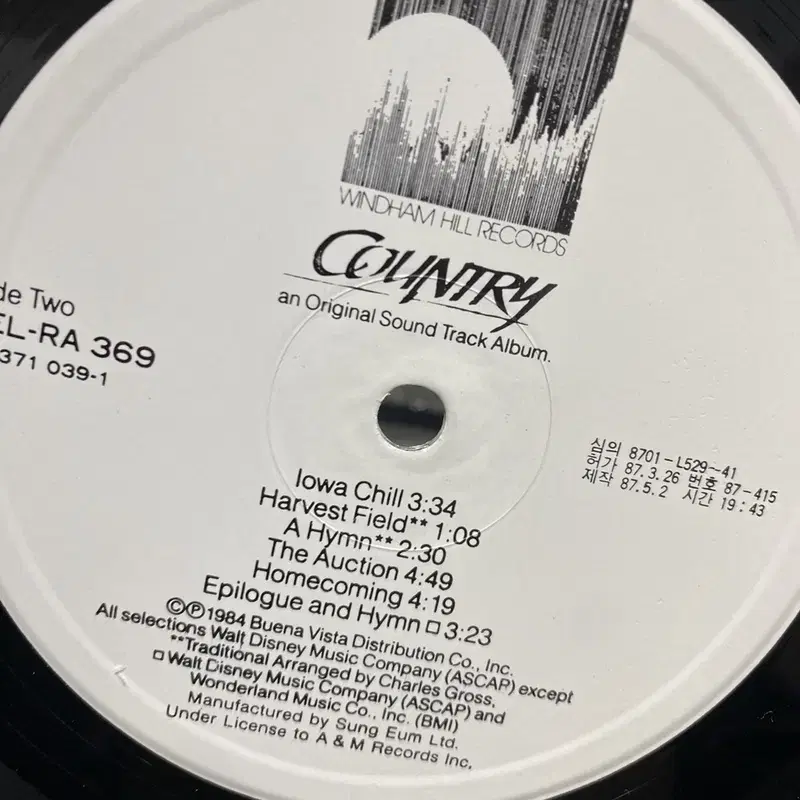 WINDHAM HILL RECORDS
COUNTRY
an Original Sound Track Album.
de Two
EL-RA 369
371 039-1
심의 8701-L529-41
허가 87.3.26 번호 87-415
제작 87.5.2 시간 19:43
Iowa Chill 3:34
Harvest Field** 1:08
A Hymn** 2:30
The Auction 4:49
Homecoming 4:19
Epilogue and Hymn □ 3:23
©℗1984 Buena Vista Distribution Co., Inc.
All selections Walt Disney Music Company (ASCAP) except
**Traditional Arranged by Charles Gross,
□ Walt Disney Music Company (ASCAP) and
Wonderland Music Co., Inc. (BMI)
Manufactured by Sung Eum Ltd.
Under License to A & M Records Inc,